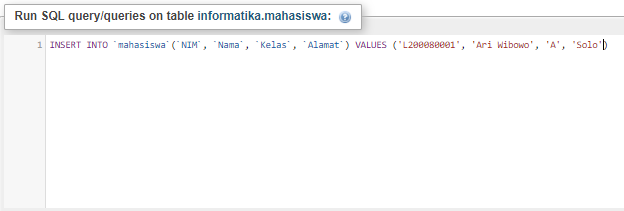 Run SQL query/queries on table informatika.mahasiswa:
1 INSERT INTO `mahasiswa`(`NIM`, `Nama`, `Kelas`, `Alamat`) VALUES ('L200080001', 'Ari Wibowo', 'A', 'Solo')